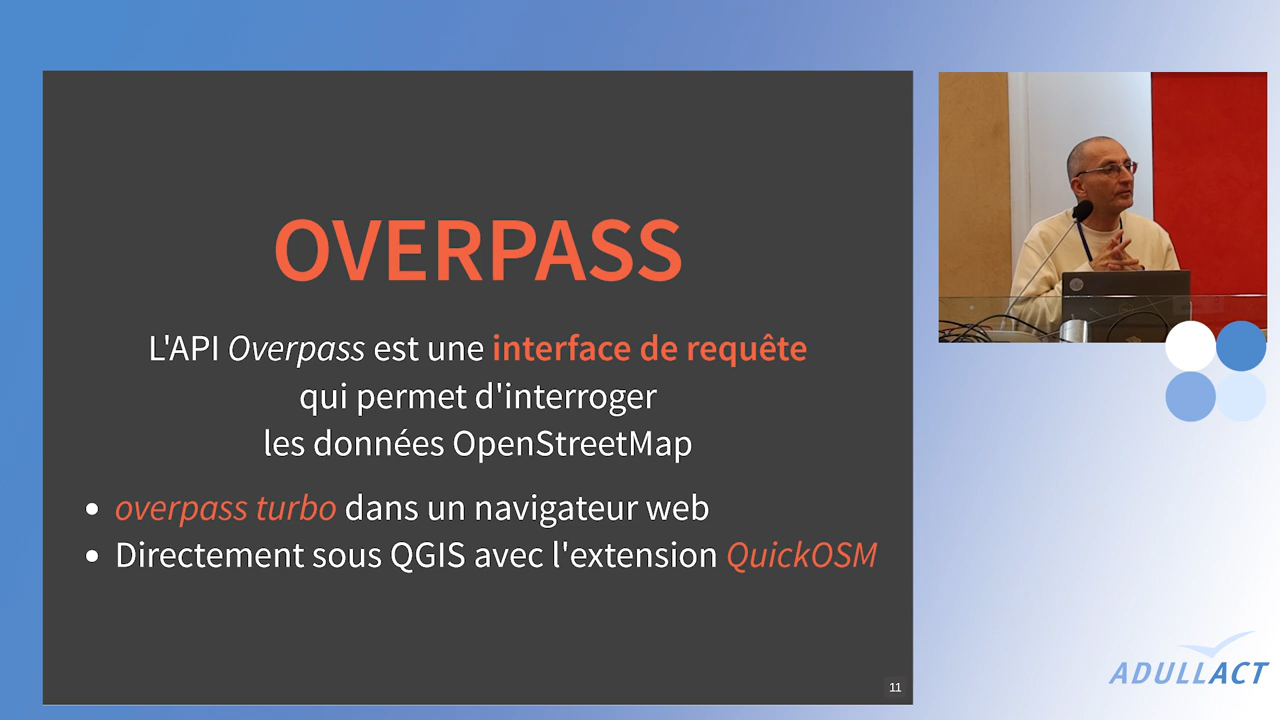 OVERPASS
L'API Overpass est une interface de requête
qui permet d'interroger
les données OpenStreetMap
• overpass turbo dans un navigateur web
• Directement sous QGIS avec l'extension QuickOSM
11
ADULLACT